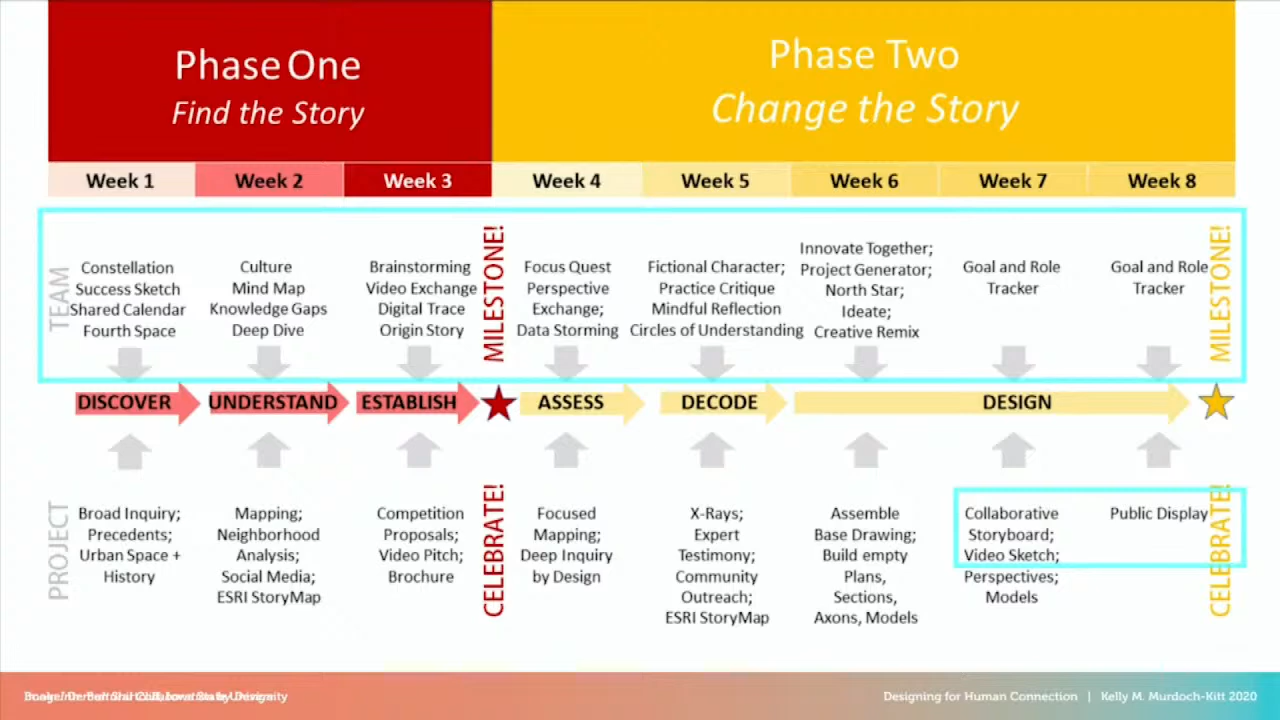 Phase One
Find the Story
Phase Two
Change the Story
Week 1
Week 2
Week 3
Week 4
Week 5
Week 6
Week 7
Week 8
TEAM
Constellation
Success Sketch
Shared Calendar
Fourth Space
Culture
Mind Map
Knowledge Gaps
Deep Dive
Brainstorming
Video Exchange
Digital Trace
Origin Story
MILESTONE!
Focus Quest
Perspective
Exchange;
Data Storming
Fictional Character;
Practice Critique
Mindful Reflection
Circles of Understanding
Innovate Together;
Project Generator;
North Star;
Ideate;
Creative Remix
Goal and Role
Tracker
Goal and Role
Tracker
MILESTONE!
DISCOVER
UNDERSTAND
ESTABLISH
ASSESS
DECODE
DESIGN
PROJECT
Broad Inquiry;
Precedents;
Urban Space +
History
Mapping;
Neighborhood
Analysis;
Social Media;
ESRI StoryMap
Competition
Proposals;
Video Pitch;
Brochure
CELEBRATE!
Focused
Mapping;
Deep Inquiry
by Design
X-Rays;
Expert
Testimony;
Community
Outreach;
ESRI StoryMap
Assemble
Base Drawing;
Build empty
Plans,
Sections,
Axons, Models
Collaborative
Storyboard;
Video Sketch;
Perspectives;
Models
Public Display
CELEBRATE!
Designing for Human Connection | Kelly M. Murdoch-Kitt 2020